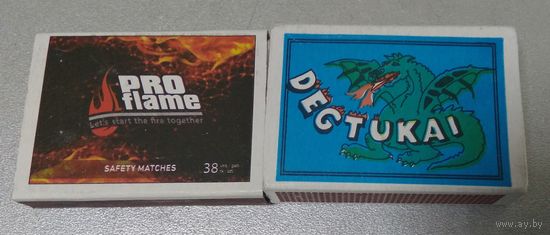 PRO
flame
Let's start the fire together
SAFETY MATCHES
38
DEGTUKAI
www.ay.by